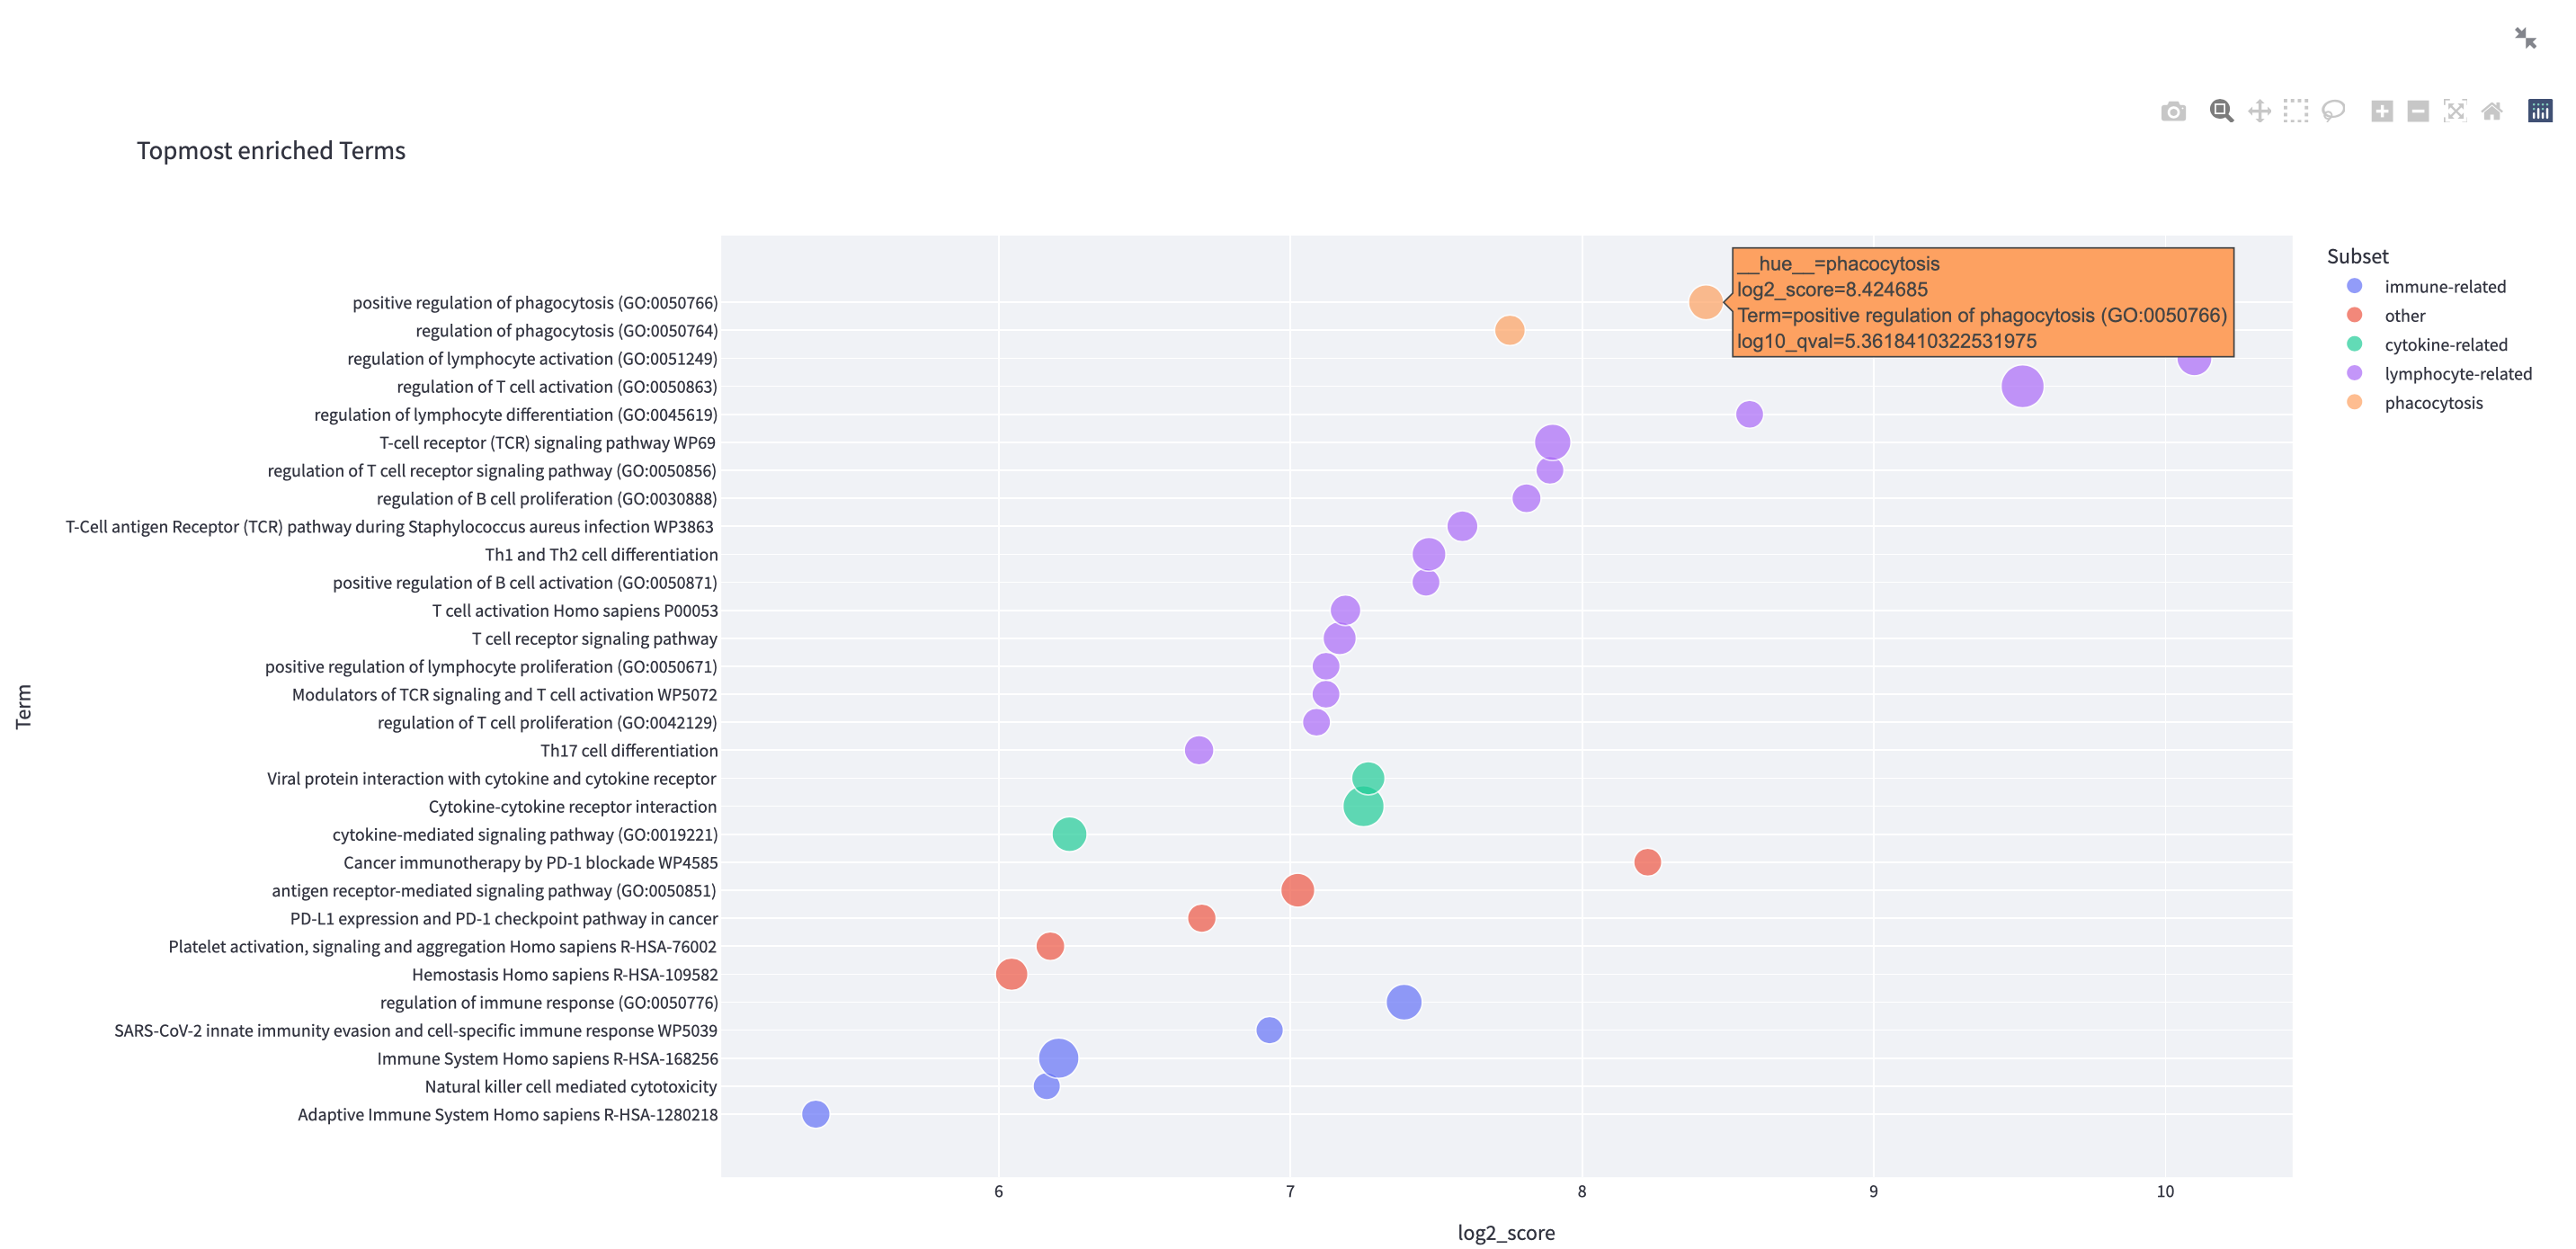 Topmost enriched Terms
__hue__=phacocytosis
log2_score=8.424685
Term=positive regulation of phagocytosis (GO:0050766)
log10_qval=5.3618410322531975
Subset
immune-related
other
cytokine-related
lymphocyte-related
phacocytosis
Term
positive regulation of phagocytosis (GO:0050766)
regulation of phagocytosis (GO:0050764)
regulation of lymphocyte activation (GO:0051249)
regulation of T cell activation (GO:0050863)
regulation of lymphocyte differentiation (GO:0045619)
T-cell receptor (TCR) signaling pathway WP69
regulation of T cell receptor signaling pathway (GO:0050856)
regulation of B cell proliferation (GO:0030888)
T-Cell antigen Receptor (TCR) pathway during Staphylococcus aureus infection WP3863
Th1 and Th2 cell differentiation
positive regulation of B cell activation (GO:0050871)
T cell activation Homo sapiens P00053
T cell receptor signaling pathway
positive regulation of lymphocyte proliferation (GO:0050671)
Modulators of TCR signaling and T cell activation WP5072
regulation of T cell proliferation (GO:0042129)
Th17 cell differentiation
Viral protein interaction with cytokine and cytokine receptor
Cytokine-cytokine receptor interaction
cytokine-mediated signaling pathway (GO:0019221)
Cancer immunotherapy by PD-1 blockade WP4585
antigen receptor-mediated signaling pathway (GO:0050851)
PD-L1 expression and PD-1 checkpoint pathway in cancer
Platelet activation, signaling and aggregation Homo sapiens R-HSA-76002
Hemostasis Homo sapiens R-HSA-109582
regulation of immune response (GO:0050776)
SARS-CoV-2 innate immunity evasion and cell-specific immune response WP5039
Immune System Homo sapiens R-HSA-168256
Natural killer cell mediated cytotoxicity
Adaptive Immune System Homo sapiens R-HSA-1280218
6 7 8 9 10
log2_score